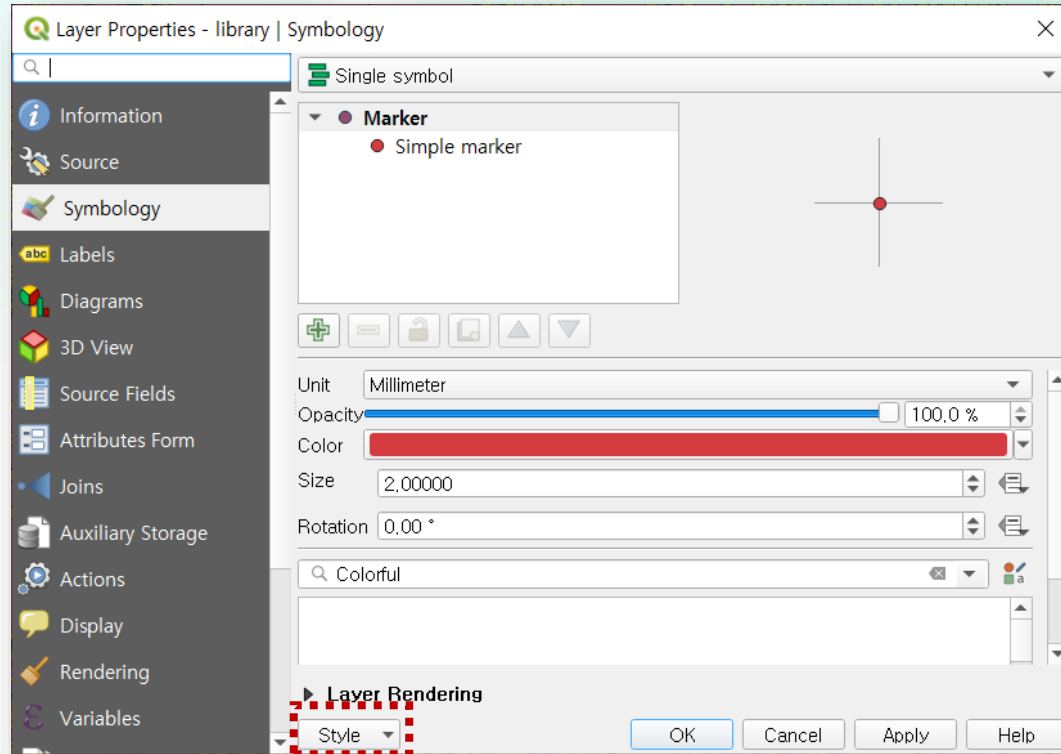 Layer Properties - library | Symbology
Single symbol
Information
Source
Symbology
abc Labels
Diagrams
3D View
Source Fields
Attributes Form
Joins
Auxiliary Storage
Actions
Display
Rendering
Variables
Marker
Simple marker
Unit Millimeter
Opacity 100,0 %
Color
Size 2,00000
Rotation 0,00 °
Colorful
a
Layer Rendering
Style OK Cancel Apply Help